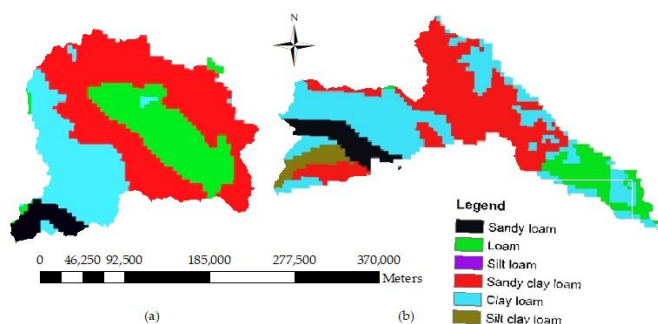 N
Legend
Sandy loam
Loam
Silt loam
Sandy clay loam
Clay loam
Silt clay loam
0 46,250 92,500 185,000 277,500 370,000
Meters
(a) (b)